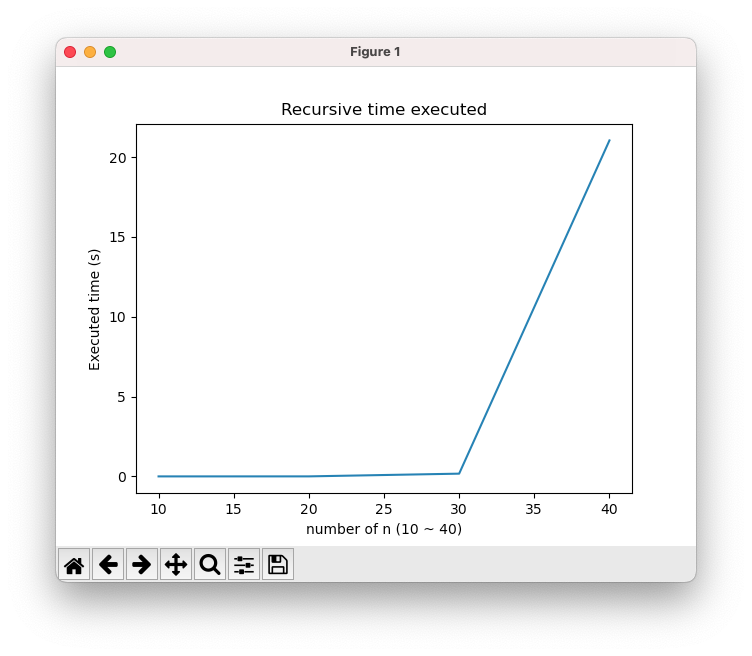 Figure 1
Recursive time executed
20
15
10
5
0
Executed time (s)
10 15 20 25 30 35 40
number of n (10 ~ 40)